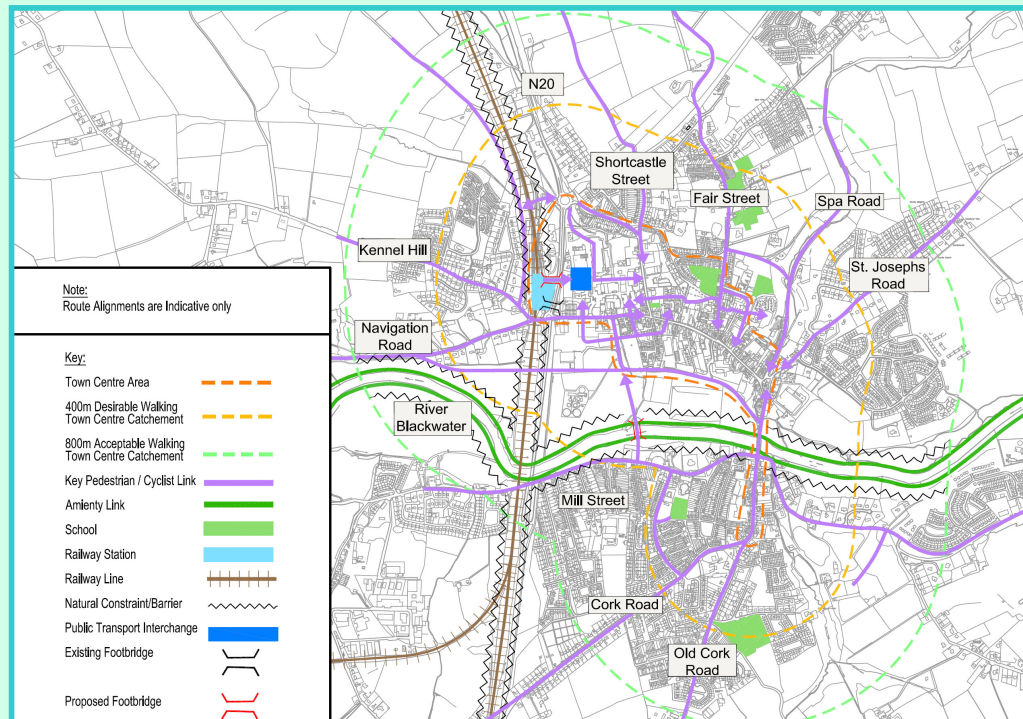 N20
Shortcastle
Street
Fair Street
Spa Road
Kennel Hill
St. Josephs
Road
Navigation
Road
River
Blackwater
Mill Street
Cork Road
Old Cork
Road
Note:
Route Alignments are Indicative only
Key:
Town Centre Area
400m Desirable Walking
Town Centre Catchement
800m Acceptable Walking
Town Centre Catchement
Key Pedestrian / Cyclist Link
Amienty Link
School
Railway Station
Railway Line
Natural Constraint/Barrier
Public Transport Interchange
Existing Footbridge
Proposed Footbridge